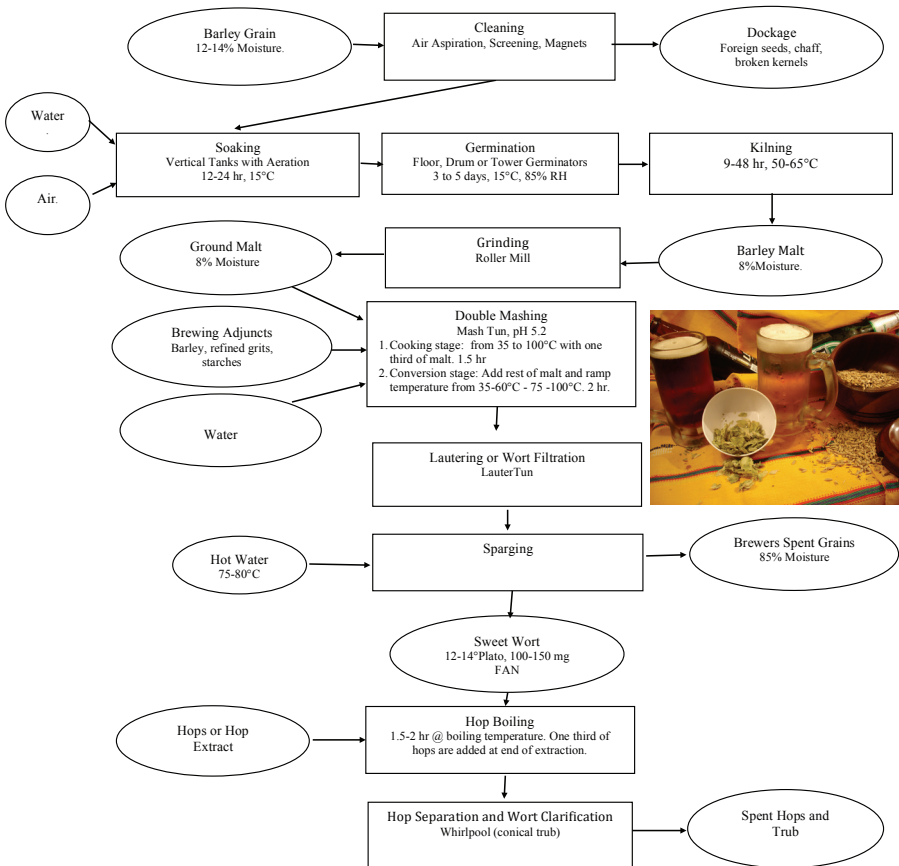 Barley Grain
12-14% Moisture.
Cleaning
Air Aspiration, Screening, Magnets
Dockage
Foreign seeds, chaff,
broken kernels
Water
.
Air.
Soaking
Vertical Tanks with Aeration
12-24 hr, 15°C
Germination
Floor, Drum or Tower Germinators
3 to 5 days, 15°C, 85% RH
Kilning
9-48 hr, 50-65°C
Ground Malt
8% Moisture
Grinding
Roller Mill
Barley Malt
8%Moisture.
Brewing Adjuncts
Barley, refined grits,
starches
Water
Double Mashing
Mash Tun, pH 5.2
1. Cooking stage: from 35 to 100°C with one
third of malt. 1.5 hr
2. Conversion stage: Add rest of malt and ramp
temperature from 35-60°C - 75 -100°C. 2 hr.
Lautering or Wort Filtration
LauterTun
Hot Water
75-80°C
Sparging
Brewers Spent Grains
85% Moisture
Sweet Wort
12-14°Plato, 100-150 mg
FAN
Hops or Hop
Extract
Hop Boiling
1.5-2 hr @ boiling temperature. One third of
hops are added at end of extraction.
Hop Separation and Wort Clarification
Whirlpool (conical trub)
Spent Hops and
Trub